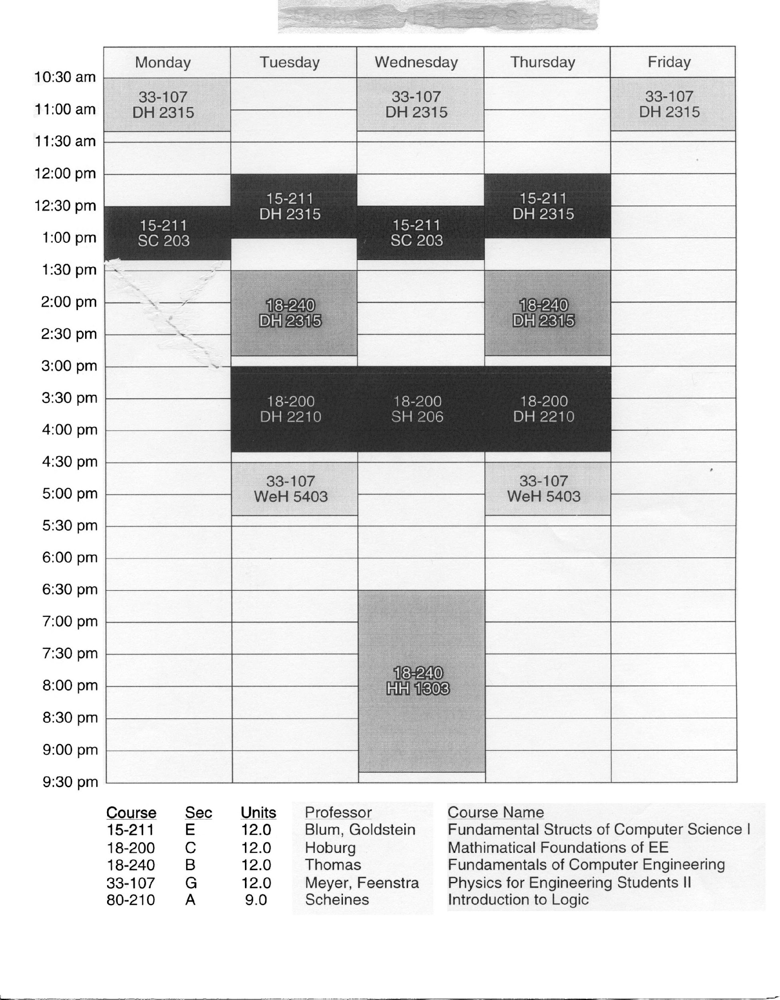 Fall 1997 Schedule
Monday Tuesday Wednesday Thursday Friday
10:30 am
33-107 33-107 33-107
11:00 am DH 2315 DH 2315 DH 2315
11:30 am
12:00 pm
15-211 15-211
12:30 pm DH 2315 DH 2315
15-211 15-211
1:00 pm SC 203 SC 203
1:30 pm
2:00 pm 18-240 18-240
DH 2315 DH 2315
2:30 pm
3:00 pm
3:30 pm 18-200 18-200 18-200
DH 2210 SH 206 DH 2210
4:00 pm
4:30 pm
33-107 33-107
5:00 pm WeH 5403 WeH 5403
5:30 pm
6:00 pm
6:30 pm
7:00 pm
7:30 pm
18-240
8:00 pm HH 1303
8:30 pm
9:00 pm
9:30 pm
Course Sec Units Professor Course Name
15-211 E 12.0 Blum, Goldstein Fundamental Structs of Computer Science I
18-200 C 12.0 Hoburg Mathimatical Foundations of EE
18-240 B 12.0 Thomas Fundamentals of Computer Engineering
33-107 G 12.0 Meyer, Feenstra Physics for Engineering Students II
80-210 A 9.0 Scheines Introduction to Logic